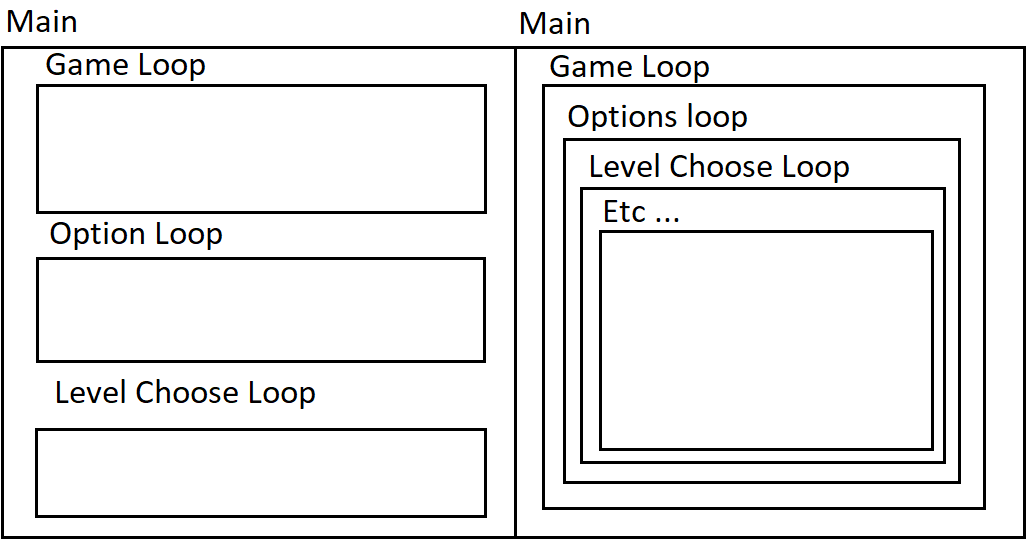 Main
Game Loop
Option Loop
Level Choose Loop
Main
Game Loop
Options loop
Level Choose Loop
Etc ...